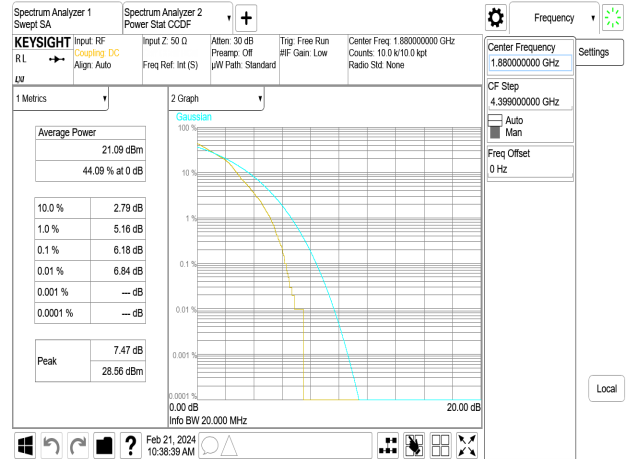 Spectrum Analyzer 1
Swept SA
Spectrum Analyzer 2
Power Stat CCDF
Frequency
KEYSIGHT
RL
LXI
Input: RF
Coupling: DC
Align: Auto
Input Z: 50 Ω
Freq Ref: Int (S)
Atten: 30 dB
Preamp: Off
µW Path: Standard
Trig: Free Run
#IF Gain: Low
Center Freq: 1.880000000 GHz
Counts: 10.0 k/10.0 kpt
Radio Std: None
Center Frequency
1.880000000 GHz
Settings
CF Step
4.399000000 GHz
Auto
Man
Freq Offset
0 Hz
1 Metrics
2 Graph
Average Power
21.09 dBm
44.09 % at 0 dB
10.0 % 2.79 dB
1.0 % 5.16 dB
0.1 % 6.18 dB
0.01 % 6.84 dB
0.001 % --- dB
0.0001 % --- dB
Peak
7.47 dB
28.56 dBm
Gaussian
100 %
10 %
1 %
0.1 %
0.01 %
0.001 %
0.0001 %
0.00 dB 20.00 dB
Info BW 20.000 MHz
Local
?
Feb 21, 2024
10:38:39 AM